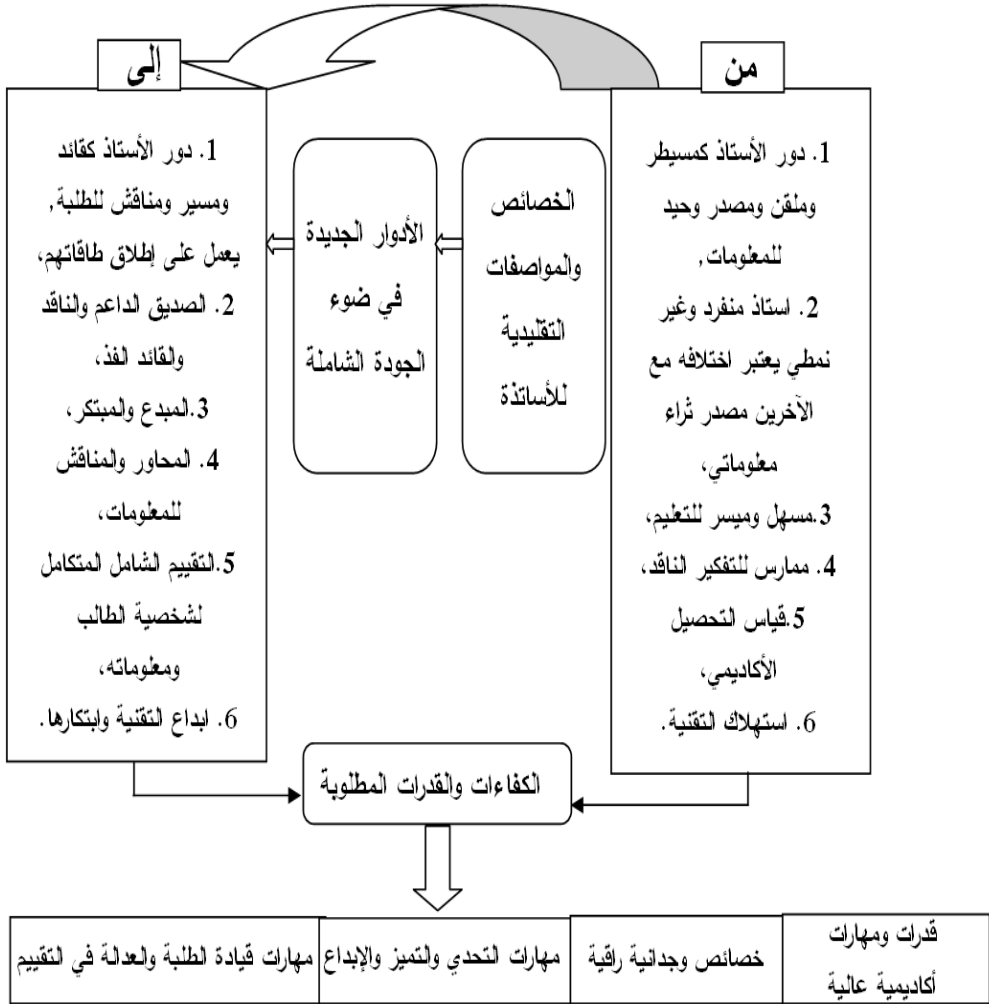 من
إلى
1. دور الأستاذ كمسيطر
وملقن ومصدر وحيد
للمعلومات,
2. استاذ منفرد وغير
نمطي يعتبر اختلافه مع
الآخرين مصدر ثراء
معلوماتي،
3.مسهل وميسر للتعليم،
4. ممارس للتفكير الناقد،
5.قياس التحصيل
الأكاديمي،
6. استهلاك التقنية.
الخصائص
والمواصفات
التقليدية
للأساتذة
الأدوار الجديدة
في ضوء
الجودة الشاملة
1. دور الأستاذ كقائد
ومسير ومناقش للطلبة,
يعمل على إطلاق طاقاتهم،
2. الصديق الداعم والناقد
والقائد الفذ،
3.المبدع والمبتكر،
4. المحاور والمناقش
للمعلومات،
5.التقييم الشامل المتكامل
لشخصية الطالب
ومعلوماته،
6. ابداع التقنية وابتكارها.
الكفاءات والقدرات المطلوبة
قدرات ومهارات
أكاديمية عالية
خصائص وجدانية راقية
مهارات التحدي والتميز والإبداع
مهارات قيادة الطلبة والعدالة في التقييم